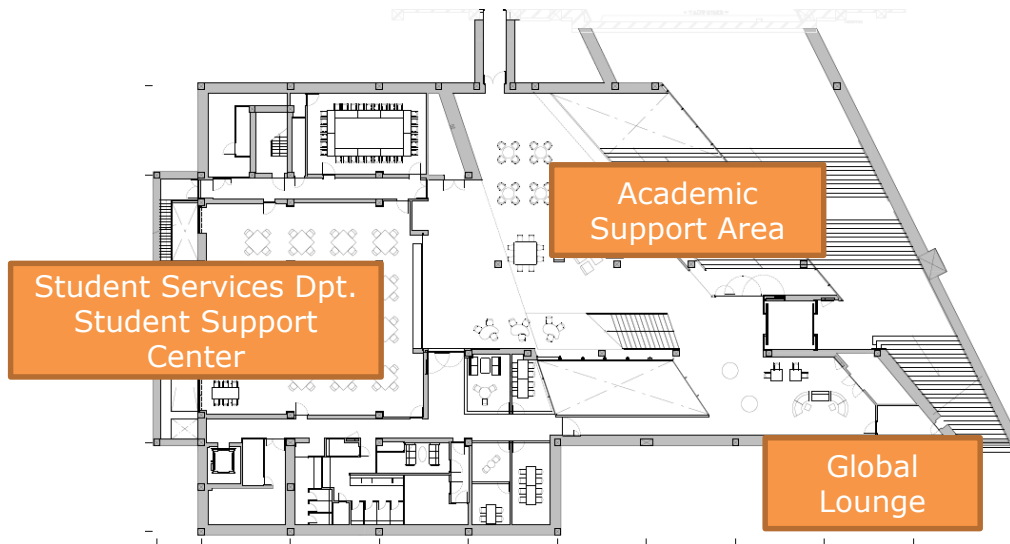 Academic
Support Area
Student Services Dpt.
Student Support
Center
Global
Lounge